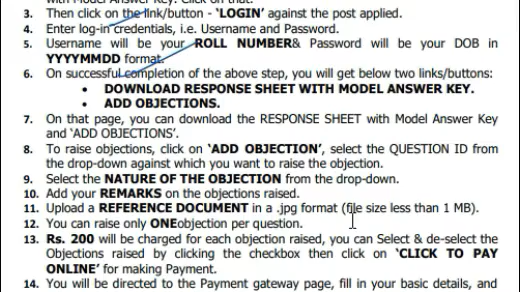 with Model Answer Key. Click on that.
3. Then click on the link/button - 'LOGIN' against the post applied.
4. Enter log-in credentials, i.e. Username and Password.
5. Username will be your ROLL NUMBER& Password will be your DOB in
YYYYMMDD format.
6. On successful completion of the above step, you will get below two links/buttons:
• DOWNLOAD RESPONSE SHEET WITH MODEL ANSWER KEY.
• ADD OBJECTIONS.
7. On that page, you can download the RESPONSE SHEET with Model Answer Key
and 'ADD OBJECTIONS'.
8. To raise objections, click on 'ADD OBJECTION', select the QUESTION ID from
the drop-down against which you want to raise the objection.
9. Select the NATURE OF THE OBJECTION from the drop-down.
10. Add your REMARKS on the objections raised.
11. Upload a REFERENCE DOCUMENT in a .jpg format (file size less than 1 MB).
12. You can raise only ONEobjection per question.
13. Rs. 200 will be charged for each objection raised, you can Select & de-select the
Objections raised by clicking the checkbox then click on 'CLICK TO PAY
ONLINE' for making Payment.
14. You will be directed to the Payment gateway page, fill in your basic details, and